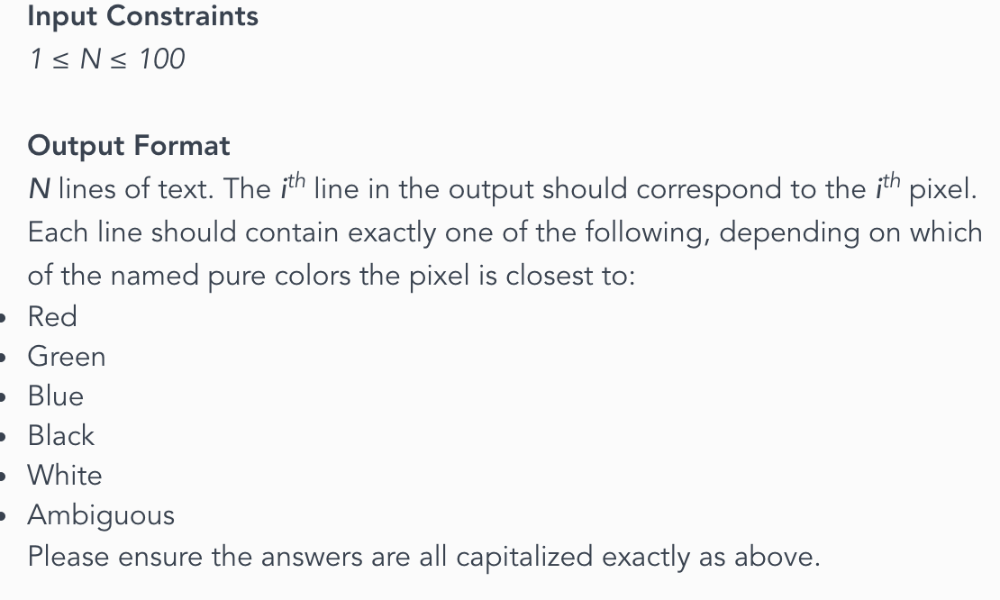 Input Constraints
1 ≤ N ≤ 100
Output Format
N lines of text. The i^th line in the output should correspond to the i^th pixel.
Each line should contain exactly one of the following, depending on which
of the named pure colors the pixel is closest to:
• Red
• Green
• Blue
• Black
• White
• Ambiguous
Please ensure the answers are all capitalized exactly as above.